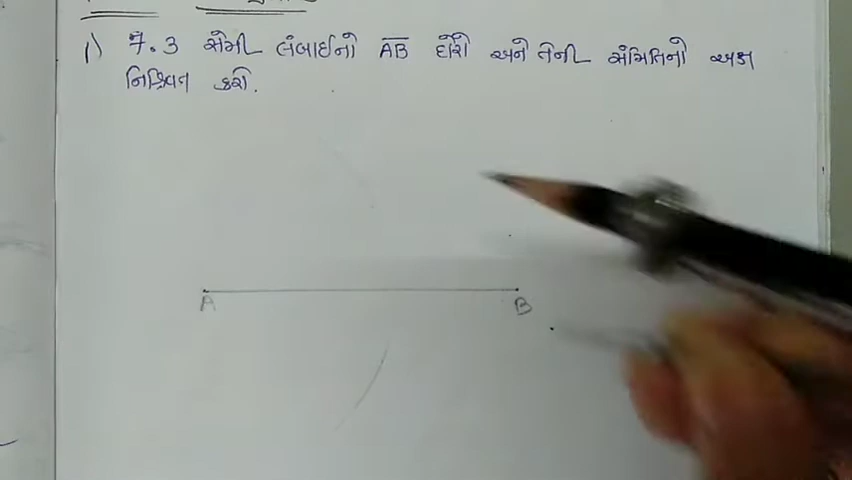 1) 7.3 સેમી લંબાઈનો AB દોરો અને તેની સંમિતિનો અક્ષ
નિશ્ચિત કરો.
A B